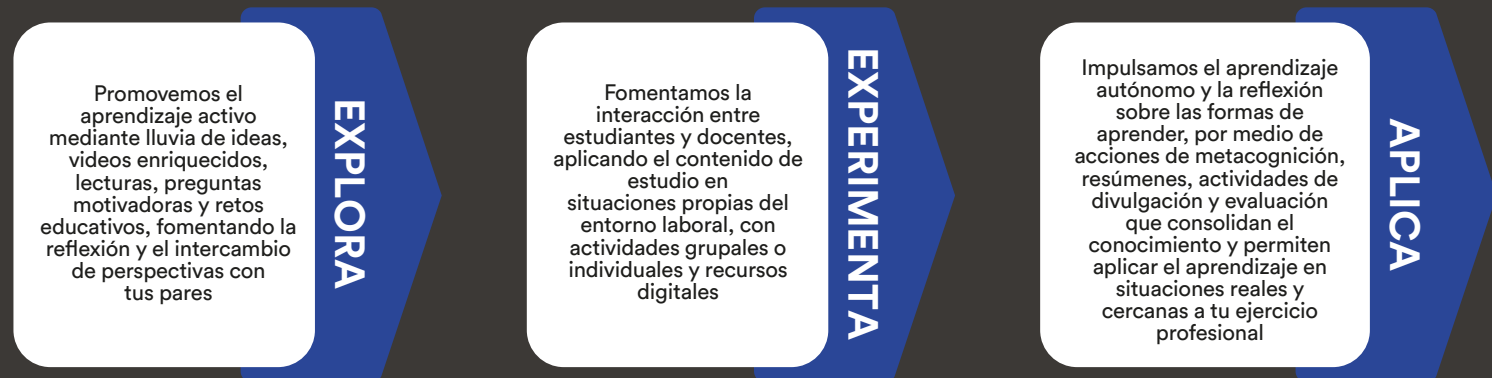 Promovemos el
aprendizaje activo
mediante lluvia de ideas,
videos enriquecidos,
lecturas, preguntas
motivadoras y retos
educativos, fomentando la
reflexión y el intercambio
de perspectivas con
tus pares
EXPLORA
Fomentamos la
interacción entre
estudiantes y docentes,
aplicando el contenido de
estudio en
situaciones propias del
entorno laboral, con
actividades grupales o
individuales y recursos
digitales
EXPERIMENTA
Impulsamos el aprendizaje
autónomo y la reflexión
sobre las formas de
aprender, por medio de
acciones de metacognición,
resúmenes, actividades de
divulgación y evaluación
que consolidan el
conocimiento y permiten
aplicar el aprendizaje en
situaciones reales y
cercanas a tu ejercicio
profesional
APLICA